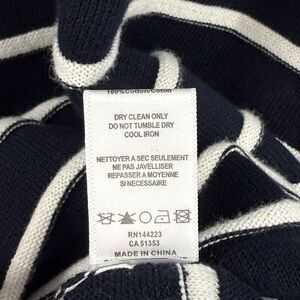 100%Cotton/Coton
DRY CLEAN ONLY
DO NOT TUMBLE DRY
COOL IRON
NETTOYER A SEC SEULEMENT
NE PAS JAVELLISER
REPASSER A MOYENNE
SI NECESSAIRE
RN144223
CA 51353
MADE IN CHINA